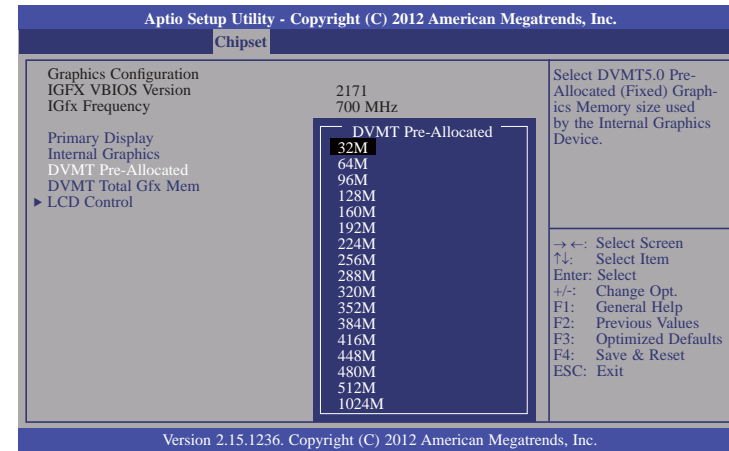 Aptio Setup Utility - Copyright (C) 2012 American Megatrends, Inc.
Chipset
Graphics Configuration
IGFX VBIOS Version 2171
IGfx Frequency 700 MHz
Primary Display
Internal Graphics
DVMT Pre-Allocated
DVMT Total Gfx Mem
▶ LCD Control
DVMT Pre-Allocated
32M
64M
96M
128M
160M
192M
224M
256M
288M
320M
352M
384M
416M
448M
480M
512M
1024M
Select DVMT5.0 Pre-
Allocated (Fixed) Graph-
ics Memory size used
by the Internal Graphics
Device.
→←: Select Screen
↑↓: Select Item
Enter: Select
+/-: Change Opt.
F1: General Help
F2: Previous Values
F3: Optimized Defaults
F4: Save & Reset
ESC: Exit
Version 2.15.1236. Copyright (C) 2012 American Megatrends, Inc.